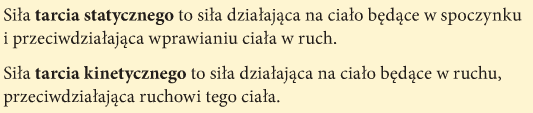 Siła tarcia statycznego to siła działająca na ciało będące w spoczynku
i przeciwdziałająca wprawianiu ciała w ruch.
Siła tarcia kinetycznego to siła działająca na ciało będące w ruchu,
przeciwdziałająca ruchowi tego ciała.